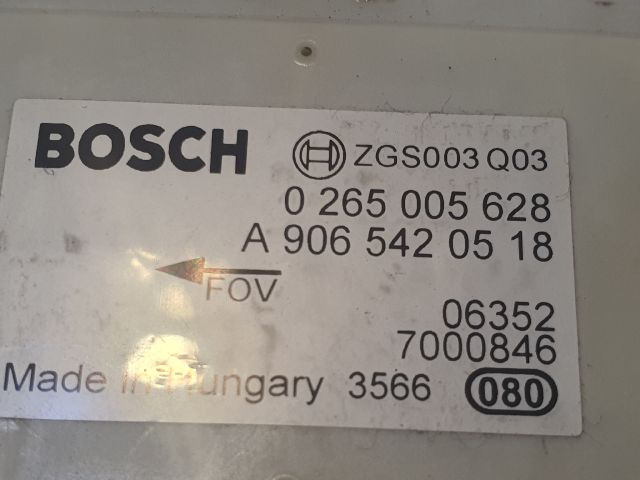 BOSCH ZGS003 Q03
0 265 005 628
A 906 542 05 18
FOV
06352
7000846
Made in Hungary 3566 080